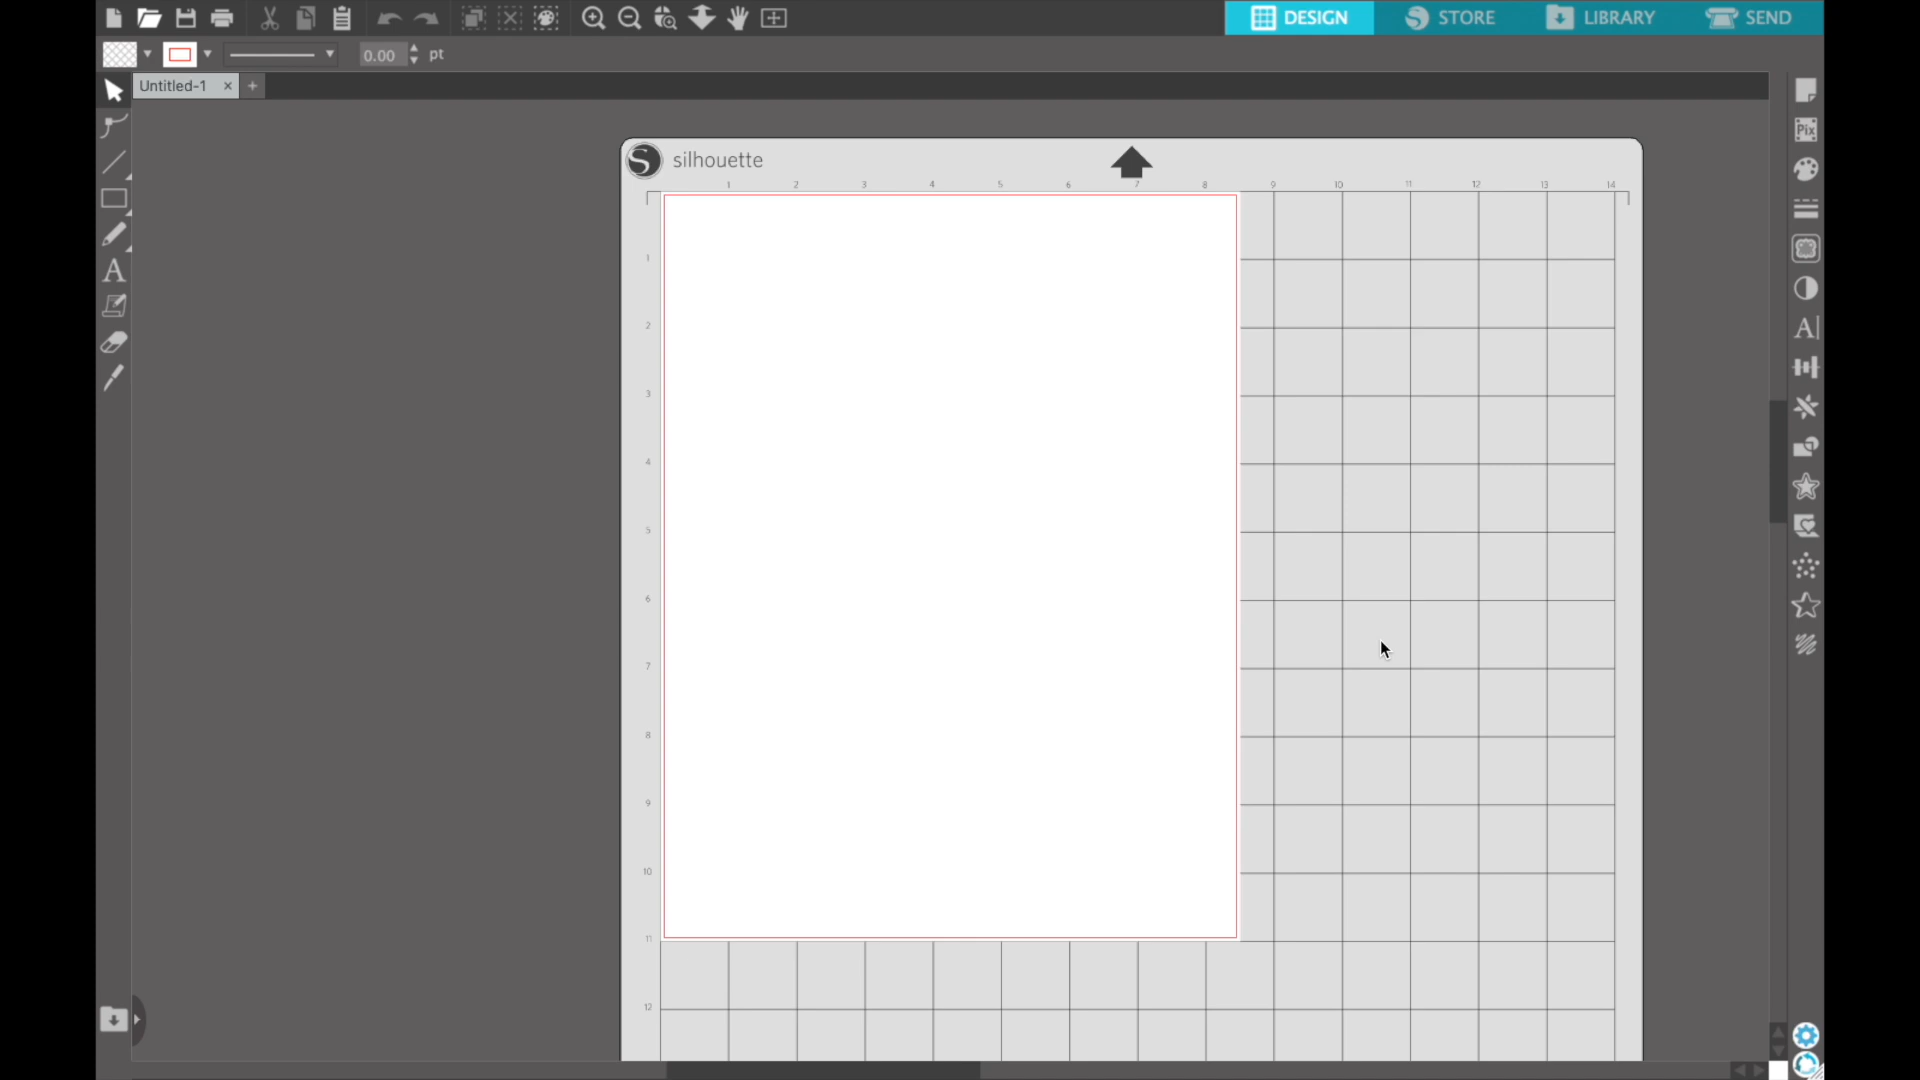 DESIGN STORE LIBRARY SEND
0.00 pt
Untitled-1
silhouette
1 2 3 4 5 6 7 8 9 10 11 12 13 14
1
2
3
4
5
6
7
8
9
10
11
12
Pix
A
A